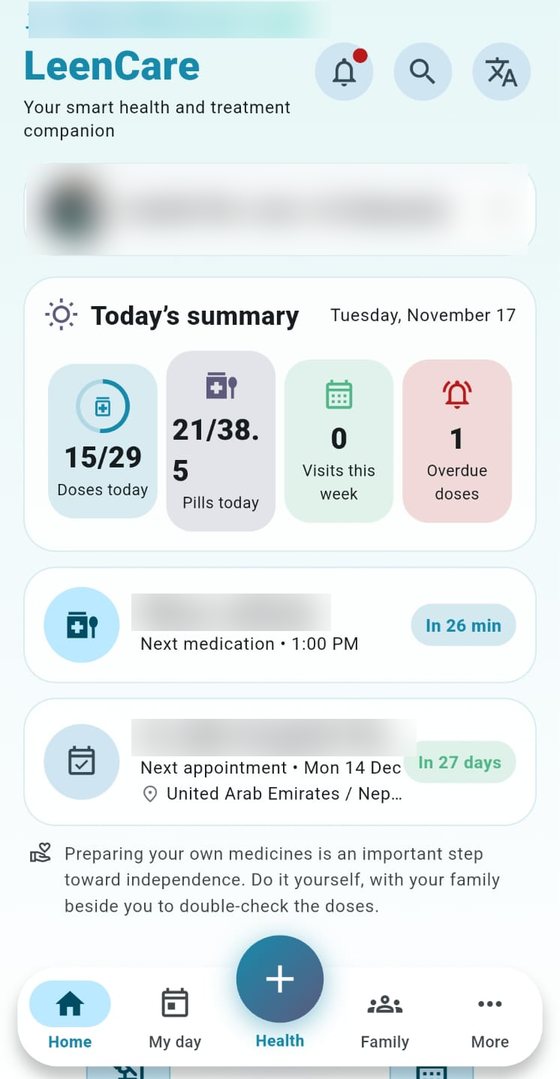 LeenCare
Your smart health and treatment
companion
Today’s summary
Tuesday, November 17
15/29
Doses today
21/38.
5
Pills today
0
Visits this
week
1
Overdue
doses
Next medication • 1:00 PM
In 26 min
Next appointment • Mon 14 Dec
In 27 days
United Arab Emirates / Nep…
Preparing your own medicines is an important step
toward independence. Do it yourself, with your family
beside you to double-check the doses.
Home
My day
Health
Family
More